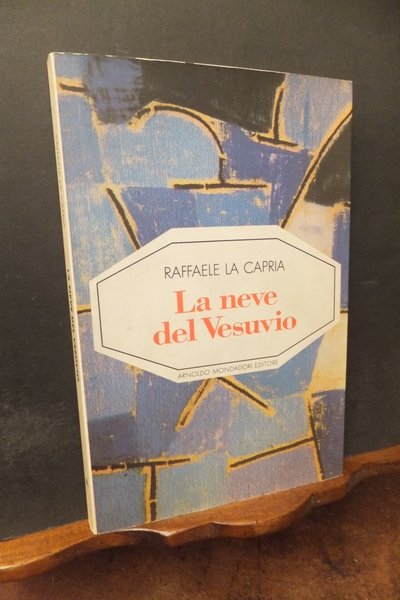 RAFFAELE LA CAPRIA
La neve
del Vesuvio
ARNOLDO MONDADORI EDITORE